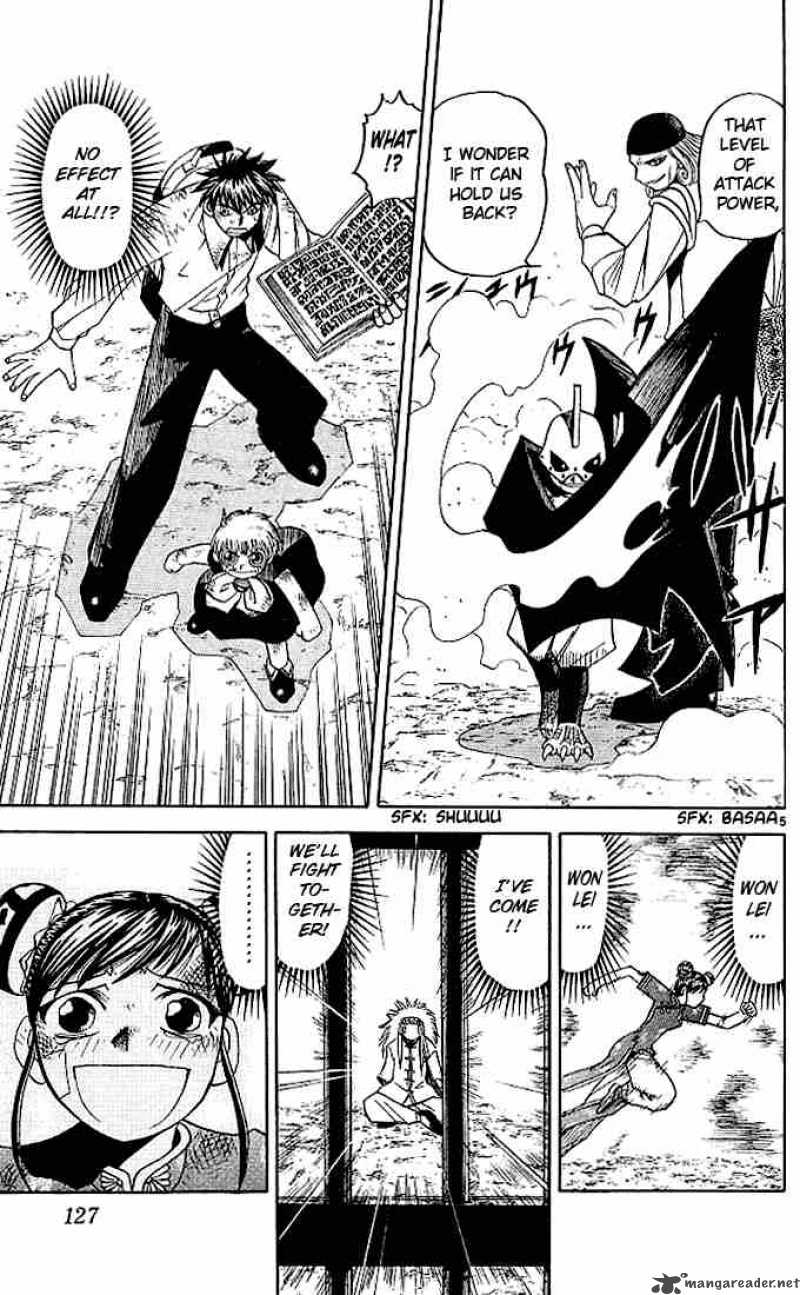 THAT
LEVEL
OF
ATTACK
POWER,
I WONDER
IF IT CAN
HOLD US
BACK?
WHAT
!?
NO
EFFECT
AT
ALL!!?
SFX: SHUUUU
SFX: BASAA
5
WON
LEI
...
WON
LEI
...
I'VE
COME
!!
WE'LL
FIGHT
TO-
GETH-
ER!
.........
127
mangareader.net